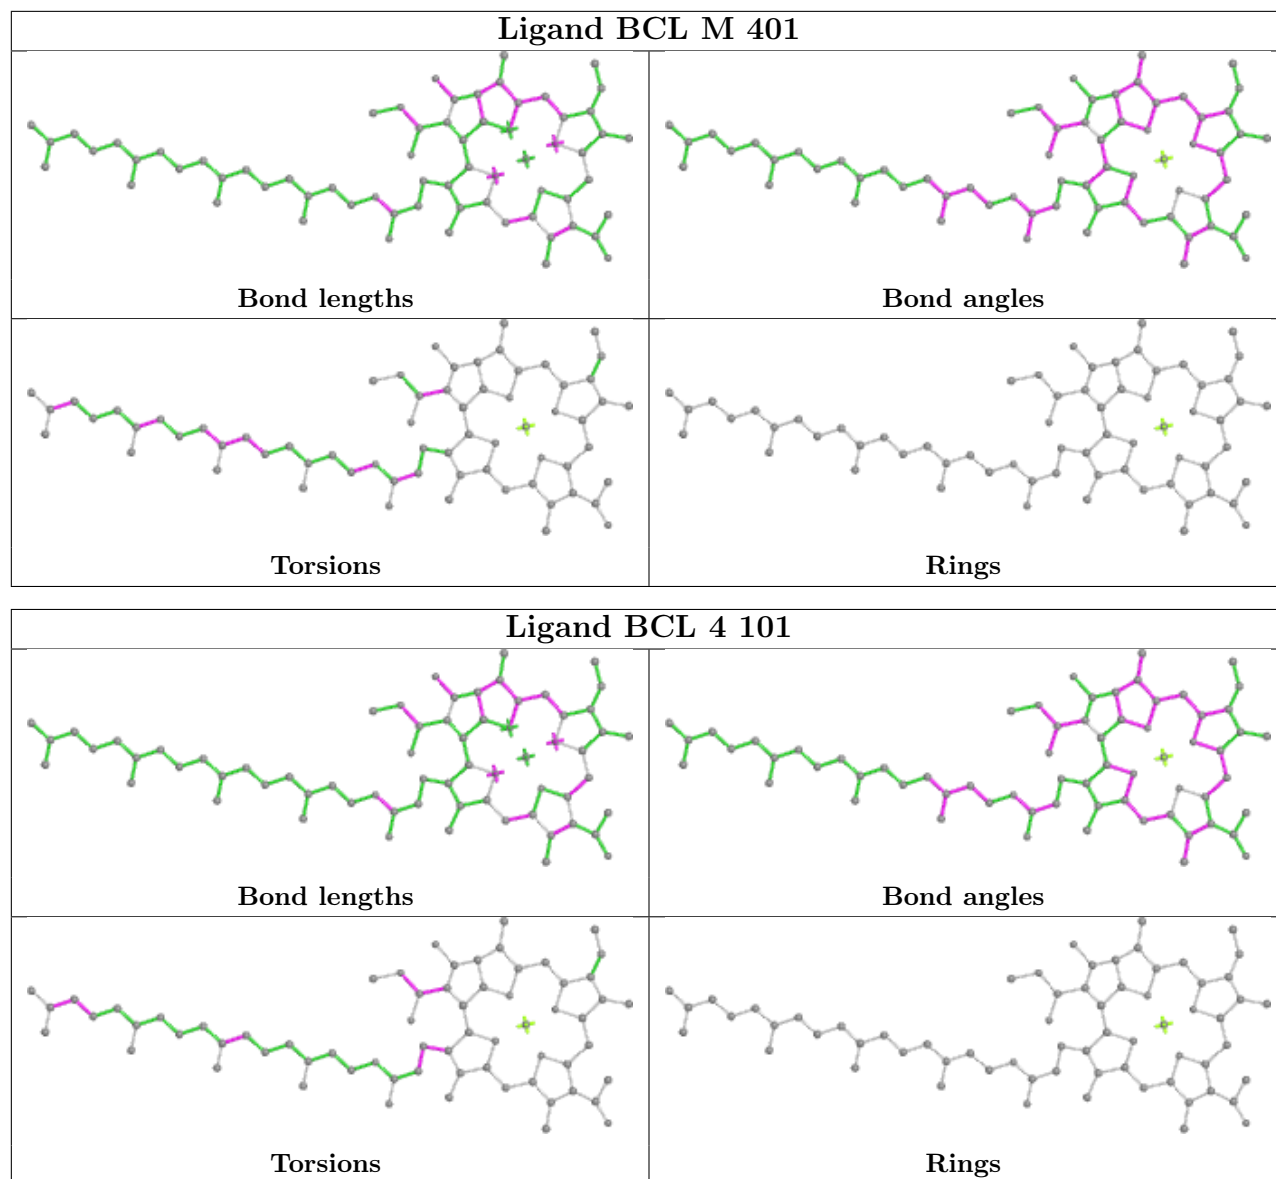 Ligand BCL M 401
Bond lengths
Bond angles
Torsions
Rings
Ligand BCL 4 101
Bond lengths
Bond angles
Torsions
Rings